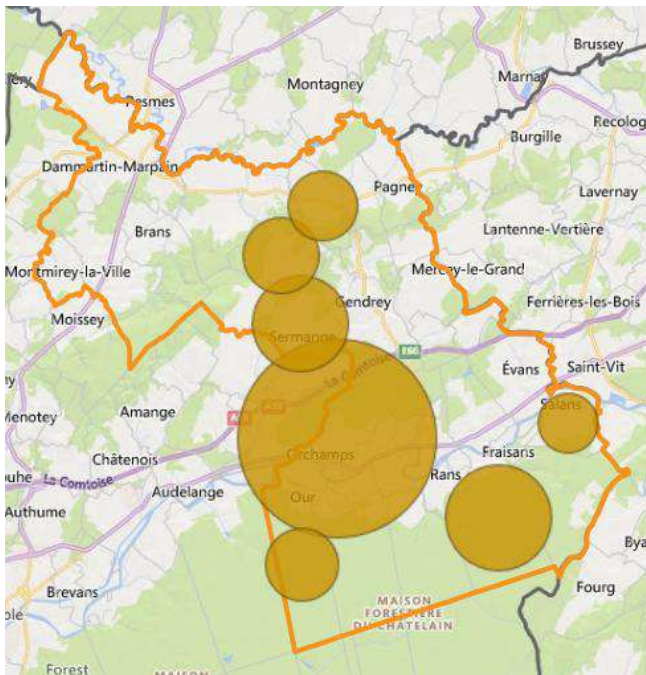 Brussey
Marnay
Montagney
Pesmes
Recolog
Burgille
Dammartin-Marpain
Pagney
Lavernay
Brans
Lantenne-Vertière
Montmirey-la-Ville
Mercey-le-Grand
Gendrey
Ferrières-les-Bois
Moissey
Sermange
E60
La Comtoise
Évans
Saint-Vit
Amange
Salans
Menotey
Orchamps
Châtenois
Fraisans
Rans
La Comtoise
Audelange
Our
Authume
Bya
Brevans
Fourg
MAISON
FORESTIÈRE
DU CHATELAIN
Forest
MAISON